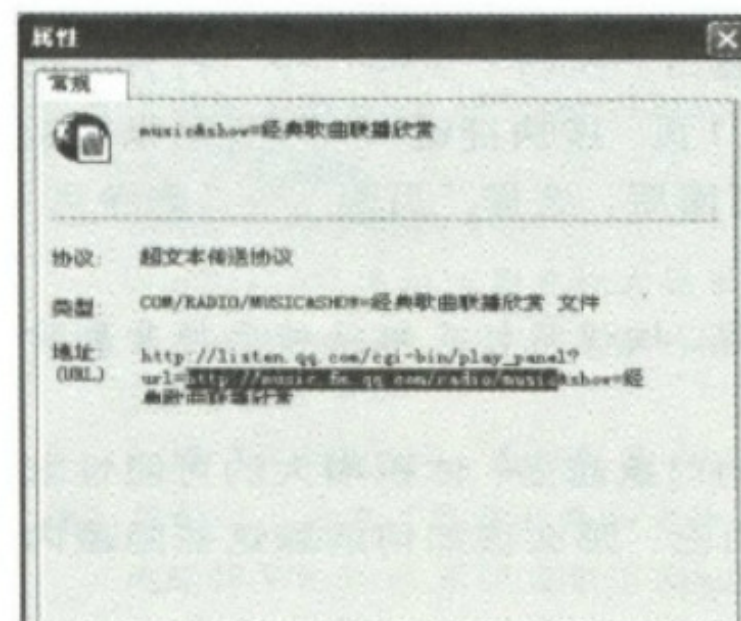 属性
常规
music&show=经典歌曲联播欣赏
协议: 超文本传送协议
类型: COM/RADIO/MUSIC&SHOW=经典歌曲联播欣赏 文件
地址: http://listen.qq.com/cgi-bin/play_panel?
(URL) url=http://music.fm.qq.com/radio/music&show=经
典歌曲联播欣赏